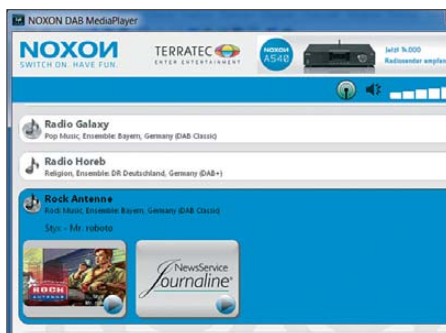 NOXON DAB MediaPlayer
NOXON
SWITCH ON. HAVE FUN.
TERRATEC
ENTER ENTERTAINMENT
NOXON
A540
Jetzt 14.000
Radiosender empfan
Radio Galaxy
Pop Music, Ensemble: Bayern, Germany (DAB Classic)
Radio Horeb
Religion, Ensemble: DR Deutschland, Germany (DAB+)
Rock Antenne
Rock Music, Ensemble: Bayern, Germany (DAB Classic)
Styx - Mr. roboto
ROCK
ANTENNE
NewsService
Journaline®